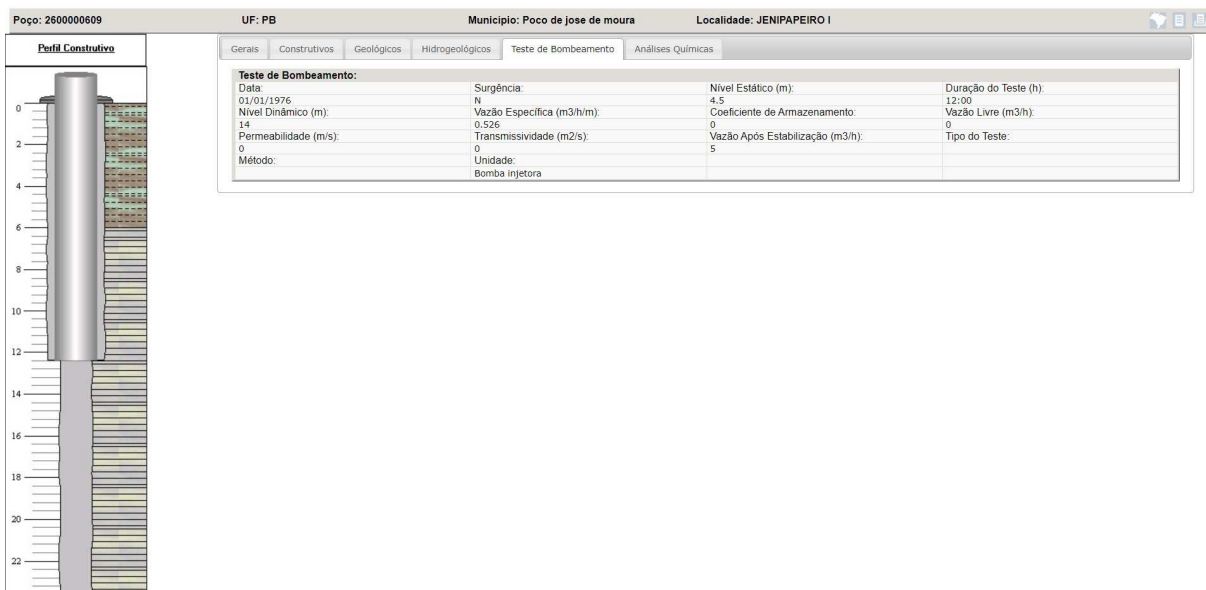 Poço: 2600000609 UF: PB Município: Poco de jose de moura Localidade: JENIPAPEIRO I
Perfil Construtivo
Gerais Construtivos Geológicos Hidrogeológicos Teste de Bombeamento Análises Químicas
Teste de Bombeamento:
Data: Surgência: Nível Estático (m): Duração do Teste (h):
01/01/1976 N 4.5 12:00
Nível Dinâmico (m): Vazão Específica (m3/h/m): Coeficiente de Armazenamento: Vazão Livre (m3/h):
14 0.526 0 0
Permeabilidade (m/s): Transmissividade (m2/s): Vazão Após Estabilização (m3/h): Tipo do Teste:
0 0 5
Método: Unidade:
Bomba injetora
0
2
4
6
8
10
12
14
16
18
20
22